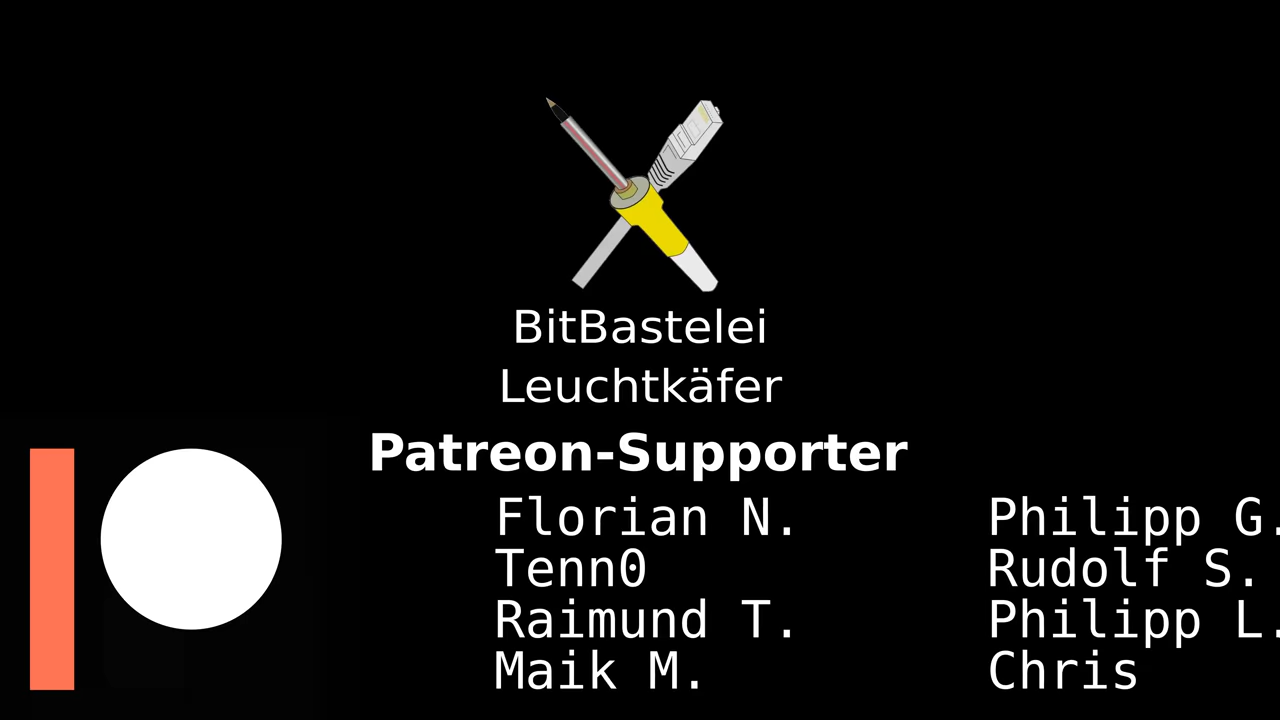 BitBastelei
Leuchtkäfer
Patreon-Supporter
Florian N. Philipp G.
Tenn0 Rudolf S.
Raimund T. Philipp L.
Maik M. Chris